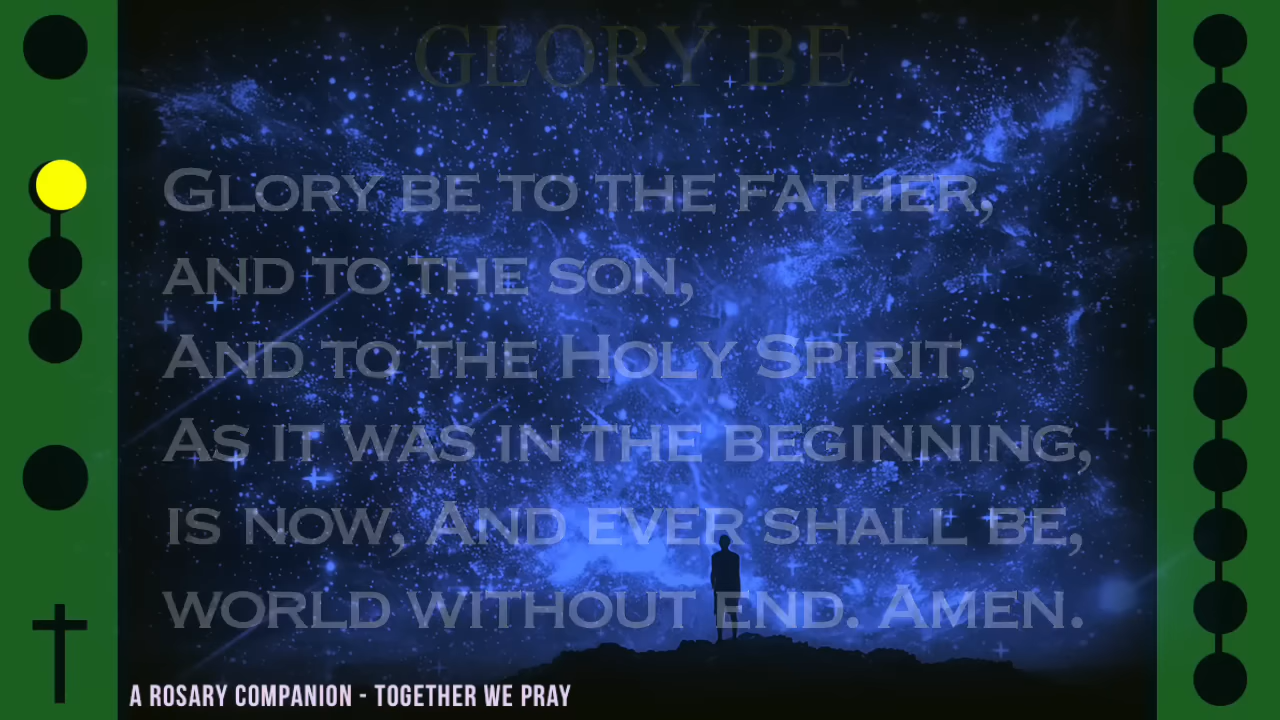 GLORY BE
GLORY BE TO THE FATHER,
AND TO THE SON,
AND TO THE HOLY SPIRIT,
AS IT WAS IN THE BEGINNING,
IS NOW, AND EVER SHALL BE,
WORLD WITHOUT END. AMEN.
A ROSARY COMPANION - TOGETHER WE PRAY